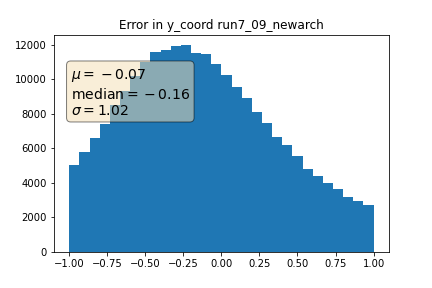 Error in y_coord run7_09_newarch
12000
10000
8000
6000
4000
2000
0
μ = −0.07
median = −0.16
σ = 1.02
−1.00 −0.75 −0.50 −0.25 0.00 0.25 0.50 0.75 1.00